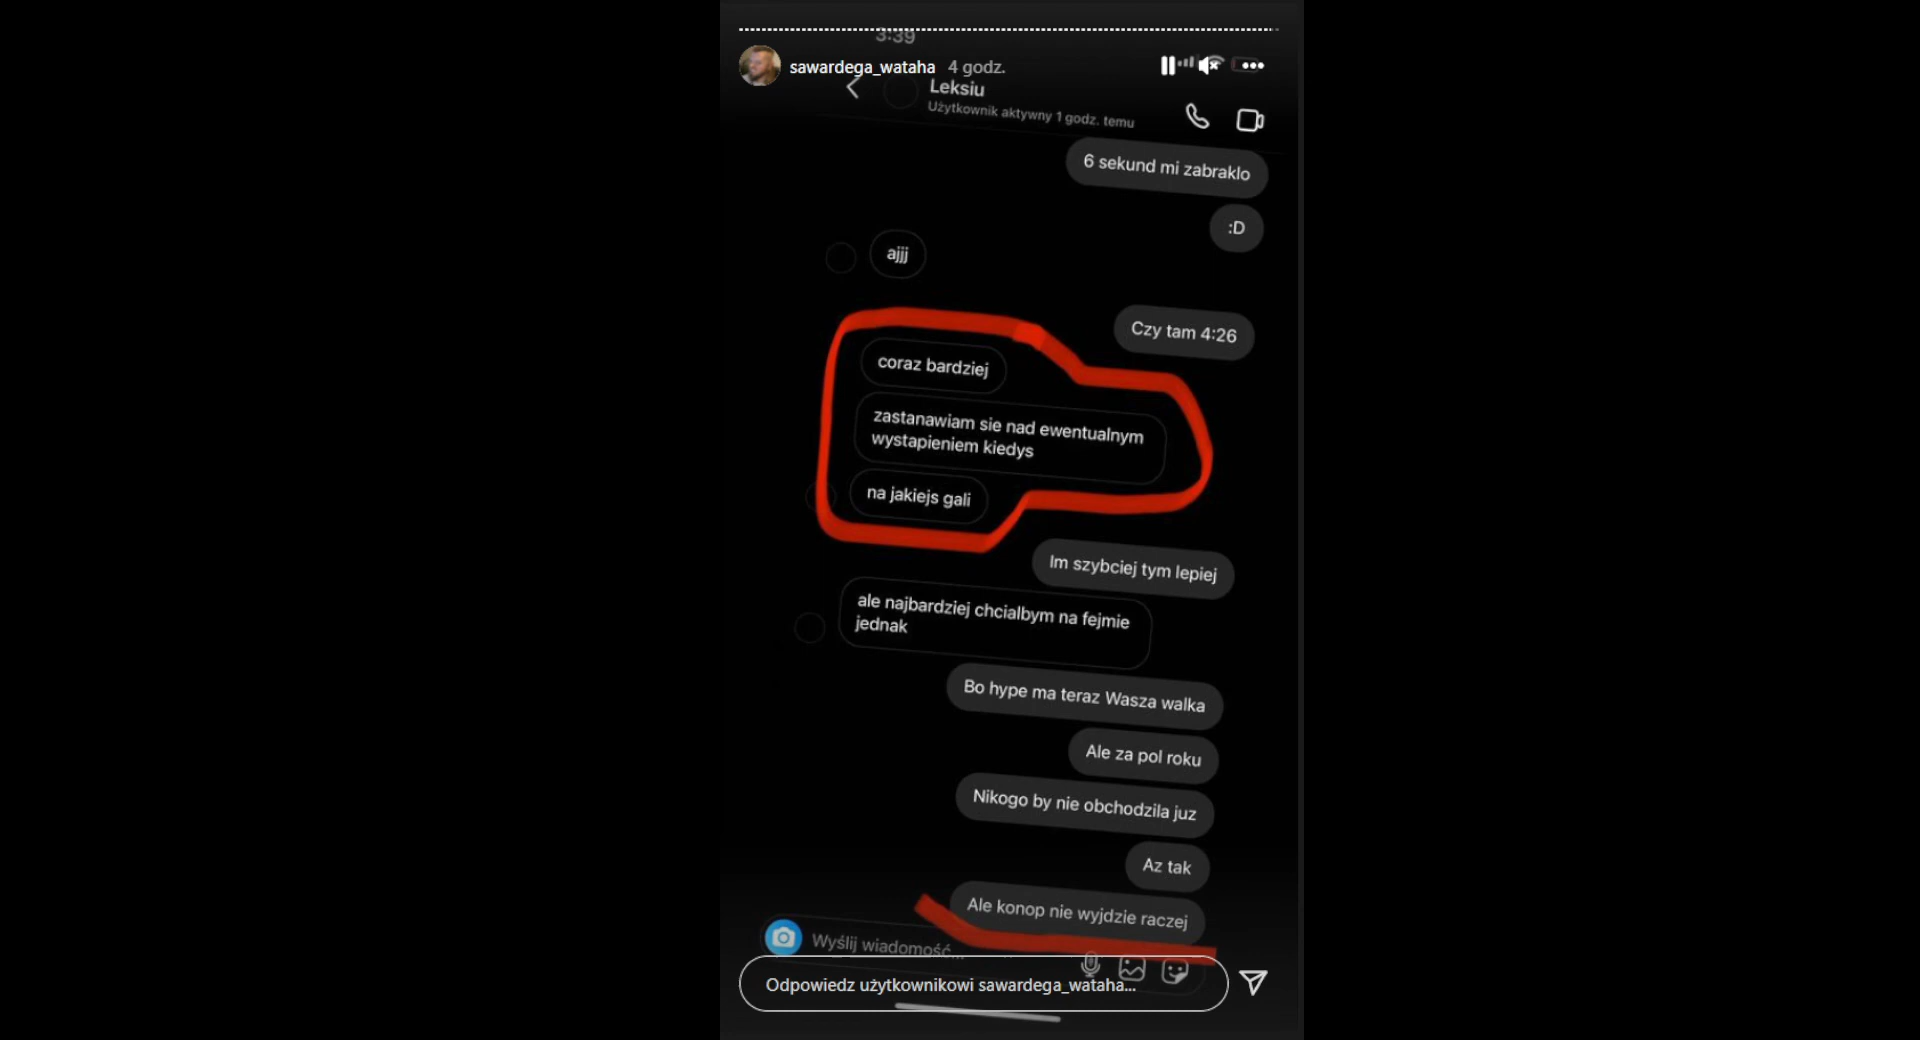 3:39
sawardega_wataha 4 godz.
Leksiu
Użytkownik aktywny 1 godz. temu
6 sekund mi zabraklo
:D
ajjj
Czy tam 4:26
coraz bardziej
zastanawiam sie nad ewentualnym
wystapieniem kiedys
na jakiejs gali
Im szybciej tym lepiej
ale najbardziej chcialbym na fejmie
jednak
Bo hype ma teraz Wasza walka
Ale za pol roku
Nikogo by nie obchodzila juz
Az tak
Ale konop nie wyjdzie raczej
Wyślij wiadomość...
Odpowiedz użytkownikowi sawardega_wataha...